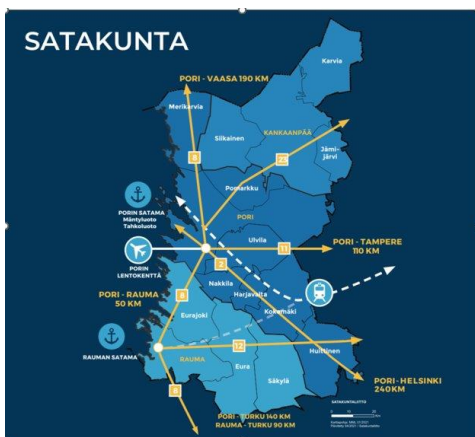 SATAKUNTA
Karvia
PORI - VAASA 190 KM
Merikarvia
Siikainen
KANKAANPÄÄ
Jämi-
järvi
8
23
Pomarkku
PORIN SATAMA
Mäntyluoto
Tahkoluoto
PORI
Ulvila
11
PORI - TAMPERE
110 KM
PORIN
LENTOKENTTÄ
2
Nakkila
Harjavalta
PORI - RAUMA
50 KM
8
Eurajoki
Kokemäki
RAUMAN SATAMA
RAUMA
12
Eura
Huittinen
Säkylä
PORI-HELSINKI
240KM
8
PORI-TURKU 140 KM
RAUMA - TURKU 90 KM
SATAKUNTALIITTO